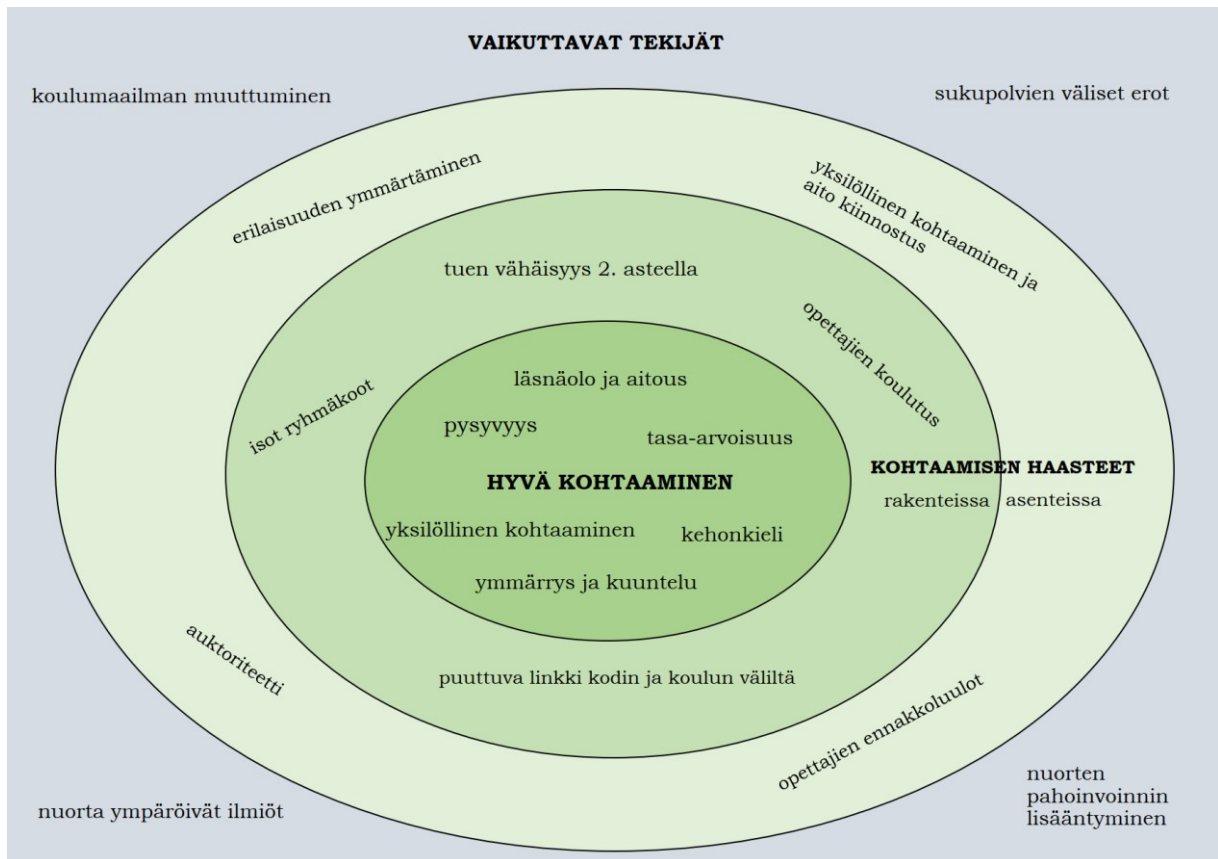 VAIKUTTAVAT TEKIJÄT
koulumaailman muuttuminen
sukupolvien väliset erot
erilaisuuden ymmärtäminen
yksilöllinen kohtaaminen ja
aito kiinnostus
tuen vähäisyys 2. asteella
opettajien koulutus
isot ryhmäkoot
läsnäolo ja aitous
pysyvyys
tasa-arvoisuus
HYVÄ KOHTAAMINEN
KOHTAAMISEN HAASTEET
rakenteissa asenteissa
yksilöllinen kohtaaminen
kehonkieli
ymmärrys ja kuuntelu
auktoriteetti
puuttuva linkki kodin ja koulun väliltä
opettajien ennakkoluulot
nuorta ympäröivät ilmiöt
nuorten
pahoinvoinnin
lisääntyminen